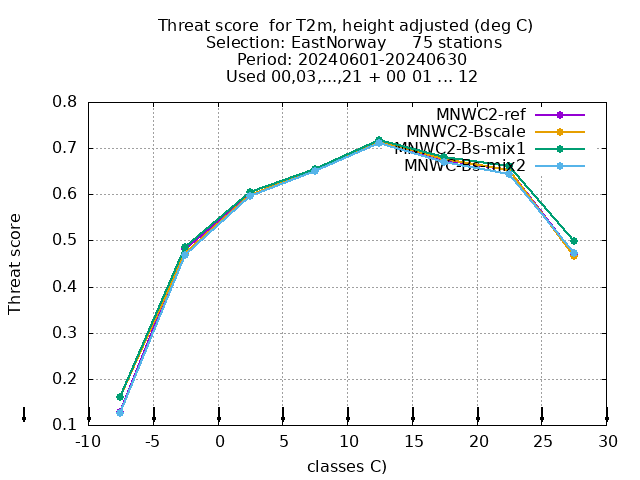 Threat score  for T2m, height adjusted (deg C)
Selection: EastNorway     75 stations
Period: 20240601-20240630
Used 00,03,...,21 + 00 01 ... 12
MNWC2-ref
MNWC2-Bscale
MNWC2-Bs-mix1
MNWC-Bs-mix2
0.8
0.7
0.6
0.5
0.4
0.3
0.2
0.1
Threat score
-10 -5 0 5 10 15 20 25 30
classes C)